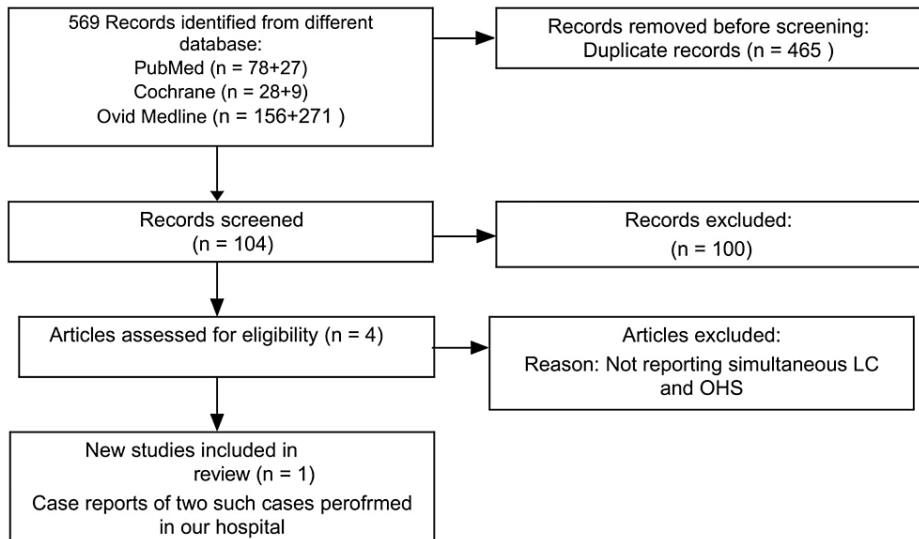 569 Records identified from different
database:
PubMed (n = 78+27)
Cochrane (n = 28+9)
Ovid Medline (n = 156+271 )
Records removed before screening:
Duplicate records (n = 465 )
Records screened
(n = 104)
Records excluded:
(n = 100)
Articles assessed for eligibility (n = 4)
Articles excluded:
Reason: Not reporting simultaneous LC
and OHS
New studies included in
review (n = 1)
Case reports of two such cases perofrmed
in our hospital